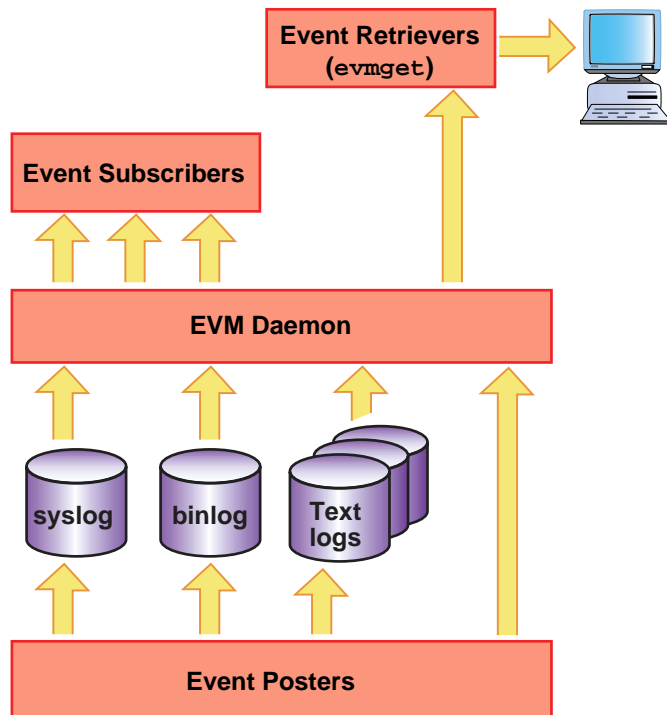 Event Retrievers
(evmget)
Event Subscribers
EVM Daemon
syslog
binlog
Text
logs
Event Posters